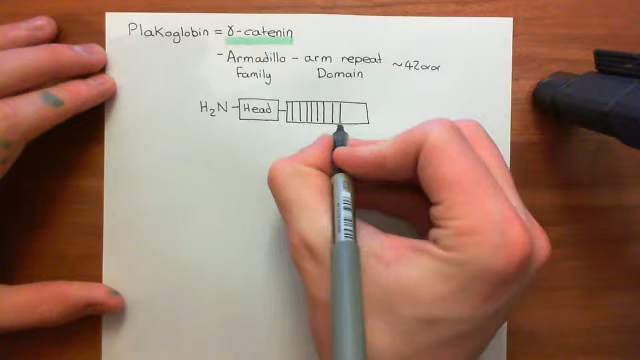 Plakoglobin = γ-catenin
- Armadillo - arm repeat ~42aa
Family Domain
H₂N Head